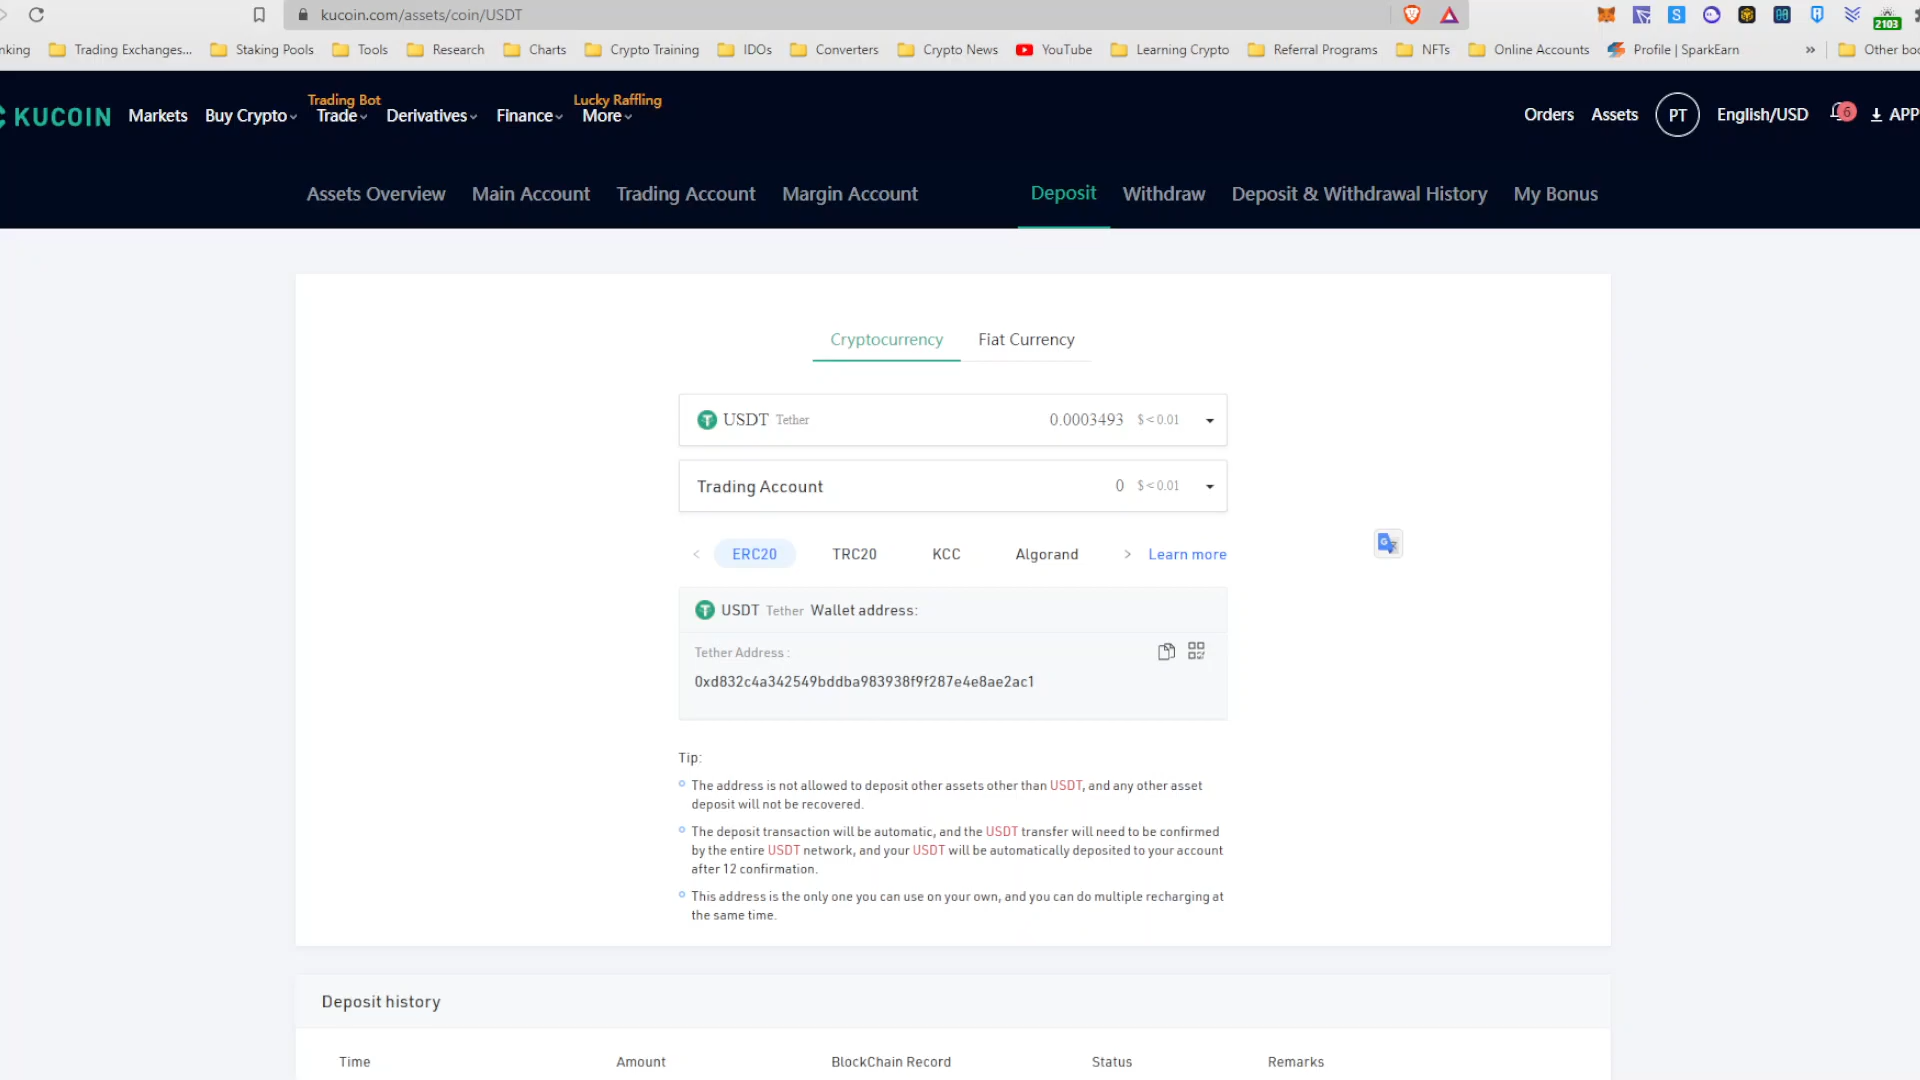 kucoin.com/assets/coin/USDT
S
2103
nking Trading Exchanges... Staking Pools Tools Research Charts Crypto Training IDOs Converters Crypto News YouTube Learning Crypto Referral Programs NFTs Online Accounts Profile | SparkEarn » Other boo
KUCOIN Markets Buy Crypto Trading Bot Trade Derivatives Finance Lucky Raffling More Orders Assets PT English/USD 6 APP
Assets Overview Main Account Trading Account Margin Account Deposit Withdraw Deposit & Withdrawal History My Bonus
Cryptocurrency Fiat Currency
USDT Tether 0.0003493 $ < 0.01
Trading Account 0 $ < 0.01
< ERC20 TRC20 KCC Algorand > Learn more
USDT Tether Wallet address:
Tether Address :
0xd832c4a342549bddba983938f9f287e4e8ae2ac1
Tip:
The address is not allowed to deposit other assets other than USDT, and any other asset
deposit will not be recovered.
The deposit transaction will be automatic, and the USDT transfer will need to be confirmed
by the entire USDT network, and your USDT will be automatically deposited to your account
after 12 confirmation.
This address is the only one you can use on your own, and you can do multiple recharging at
the same time.
Deposit history
Time Amount BlockChain Record Status Remarks